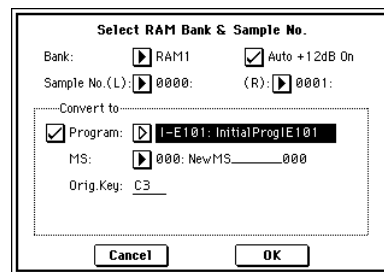 Select RAM Bank & Sample No.
Bank: RAM1 Auto +12dB On
Sample No.(L): 0000: (R): 0001:
Convert to
Program: I-E101: InitialProgIE101
MS: 000: NewMS______000
Orig.Key: C3
Cancel OK